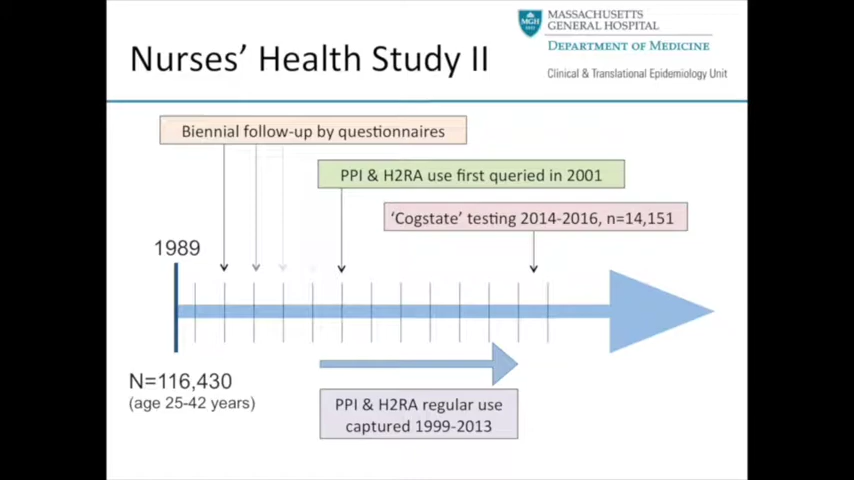 MASSACHUSETTS
GENERAL HOSPITAL
MGH
1811
DEPARTMENT OF MEDICINE
Clinical & Translational Epidemiology Unit
Nurses’ Health Study II
Biennial follow-up by questionnaires
PPI & H2RA use first queried in 2001
‘Cogstate’ testing 2014-2016, n=14,151
1989
N=116,430
(age 25-42 years)
PPI & H2RA regular use
captured 1999-2013